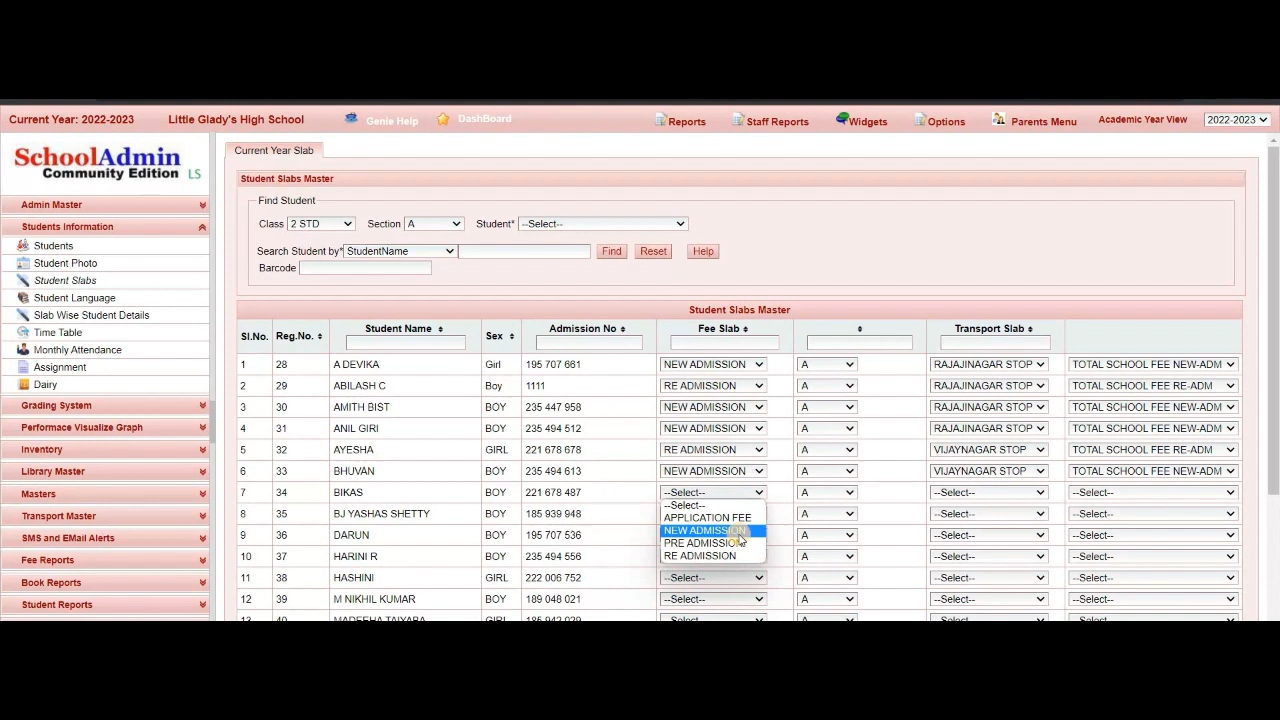 Current Year: 2022-2023 Little Glady's High School Genie Help DashBoard Reports Staff Reports Widgets Options Parents Menu Academic Year View 2022-2023
SchoolAdmin
Community Edition LS
Admin Master
Students Information
Students
Student Photo
Student Slabs
Student Language
Slab Wise Student Details
Time Table
Monthly Attendance
Assignment
Dairy
Grading System
Performace Visualize Graph
Inventory
Library Master
Masters
Transport Master
SMS and EMail Alerts
Fee Reports
Book Reports
Student Reports
Current Year Slab
Student Slabs Master
Find Student
Class 2 STD Section A Student* --Select--
Search Student by* StudentName Find Reset Help
Barcode
Student Slabs Master
Sl.No. Reg.No. Student Name Sex Admission No Fee Slab Transport Slab
1 28 A DEVIKA Girl 195 707 661 NEW ADMISSION A RAJAJINAGAR STOP TOTAL SCHOOL FEE NEW-ADM
2 29 ABILASH C Boy 1111 RE ADMISSION A RAJAJINAGAR STOP TOTAL SCHOOL FEE RE-ADM
3 30 AMITH BIST BOY 235 447 958 NEW ADMISSION A RAJAJINAGAR STOP TOTAL SCHOOL FEE NEW-ADM
4 31 ANIL GIRI BOY 235 494 512 NEW ADMISSION A RAJAJINAGAR STOP TOTAL SCHOOL FEE NEW-ADM
5 32 AYESHA GIRL 221 678 678 RE ADMISSION A VIJAYNAGAR STOP TOTAL SCHOOL FEE RE-ADM
6 33 BHUVAN BOY 235 494 613 NEW ADMISSION A VIJAYNAGAR STOP TOTAL SCHOOL FEE NEW-ADM
7 34 BIKAS BOY 221 678 487 --Select-- A --Select-- --Select--
--Select--
APPLICATION FEE
NEW ADMISSION
PRE ADMISSION
RE ADMISSION
8 35 BJ YASHAS SHETTY BOY 185 939 948 A --Select-- --Select--
9 36 DARUN BOY 195 707 536 A --Select-- --Select--
10 37 HARINI R BOY 235 494 556 A --Select-- --Select--
11 38 HASHINI GIRL 222 006 752 --Select-- A --Select-- --Select--
12 39 M NIKHIL KUMAR BOY 189 048 021 --Select-- A --Select-- --Select--
13 40 MADEEHA TAIYABA GIRL 185 942 029 --Select-- A --Select-- --Select--